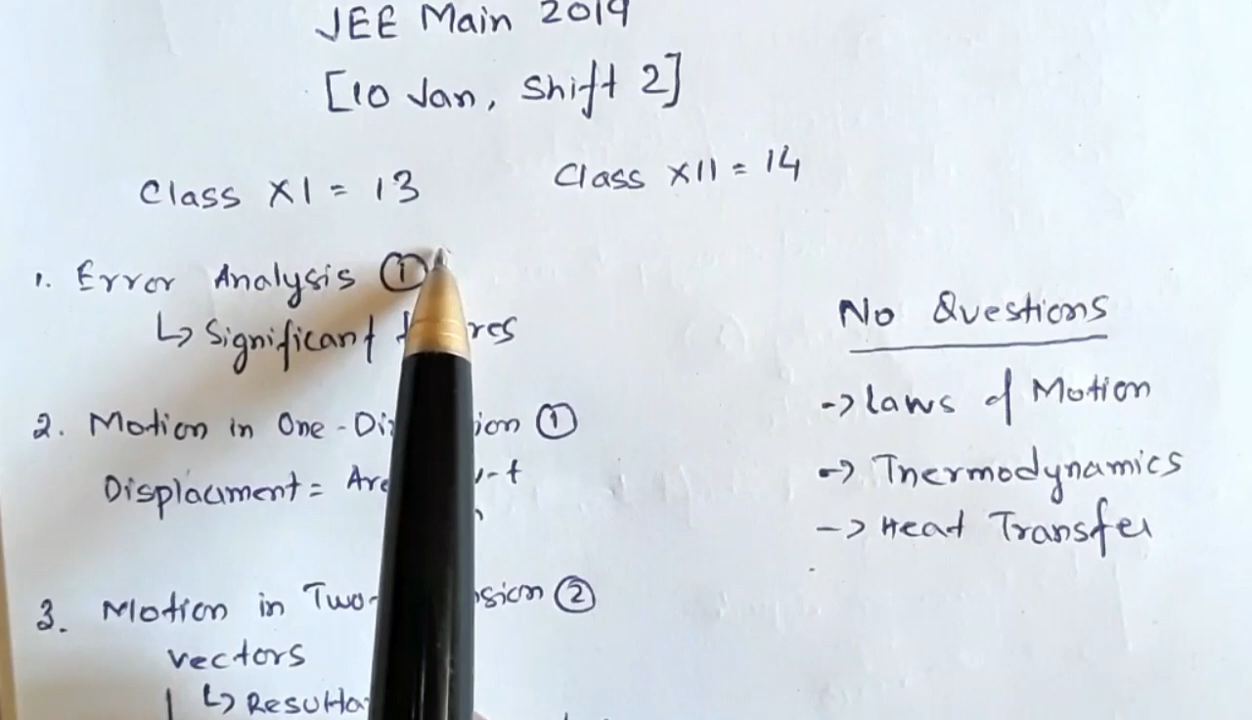 JEE Main 2019
[10 Jan, Shift 2]
Class XI = 13
Class XII = 14
1. Error Analysis ①
↳ Significant
2. Motion in One-Di ion ①
Displacment = v-t
3. Motion in Two- sion ②
vectors
↳ Resulta
No Questions
-> Laws of Motion
-> Thermodynamics
-> Heat Transfer